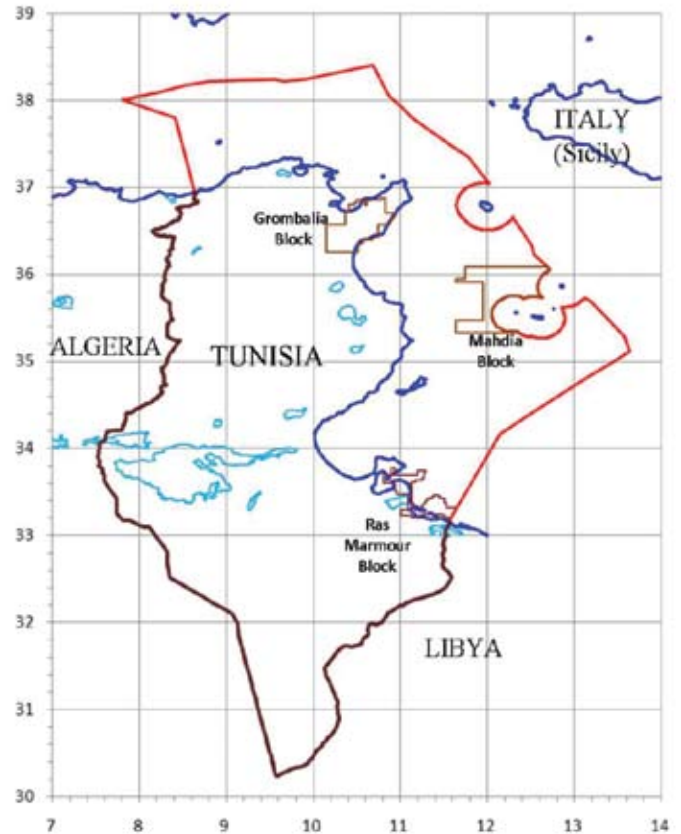 39
38
37
36
35
34
33
32
31
30
7
8
9
10
11
12
13
14
ITALY
(Sicily)
Grombalia
Block
ALGERIA
TUNISIA
Mahdia
Block
Ras
Marmour
Block
LIBYA